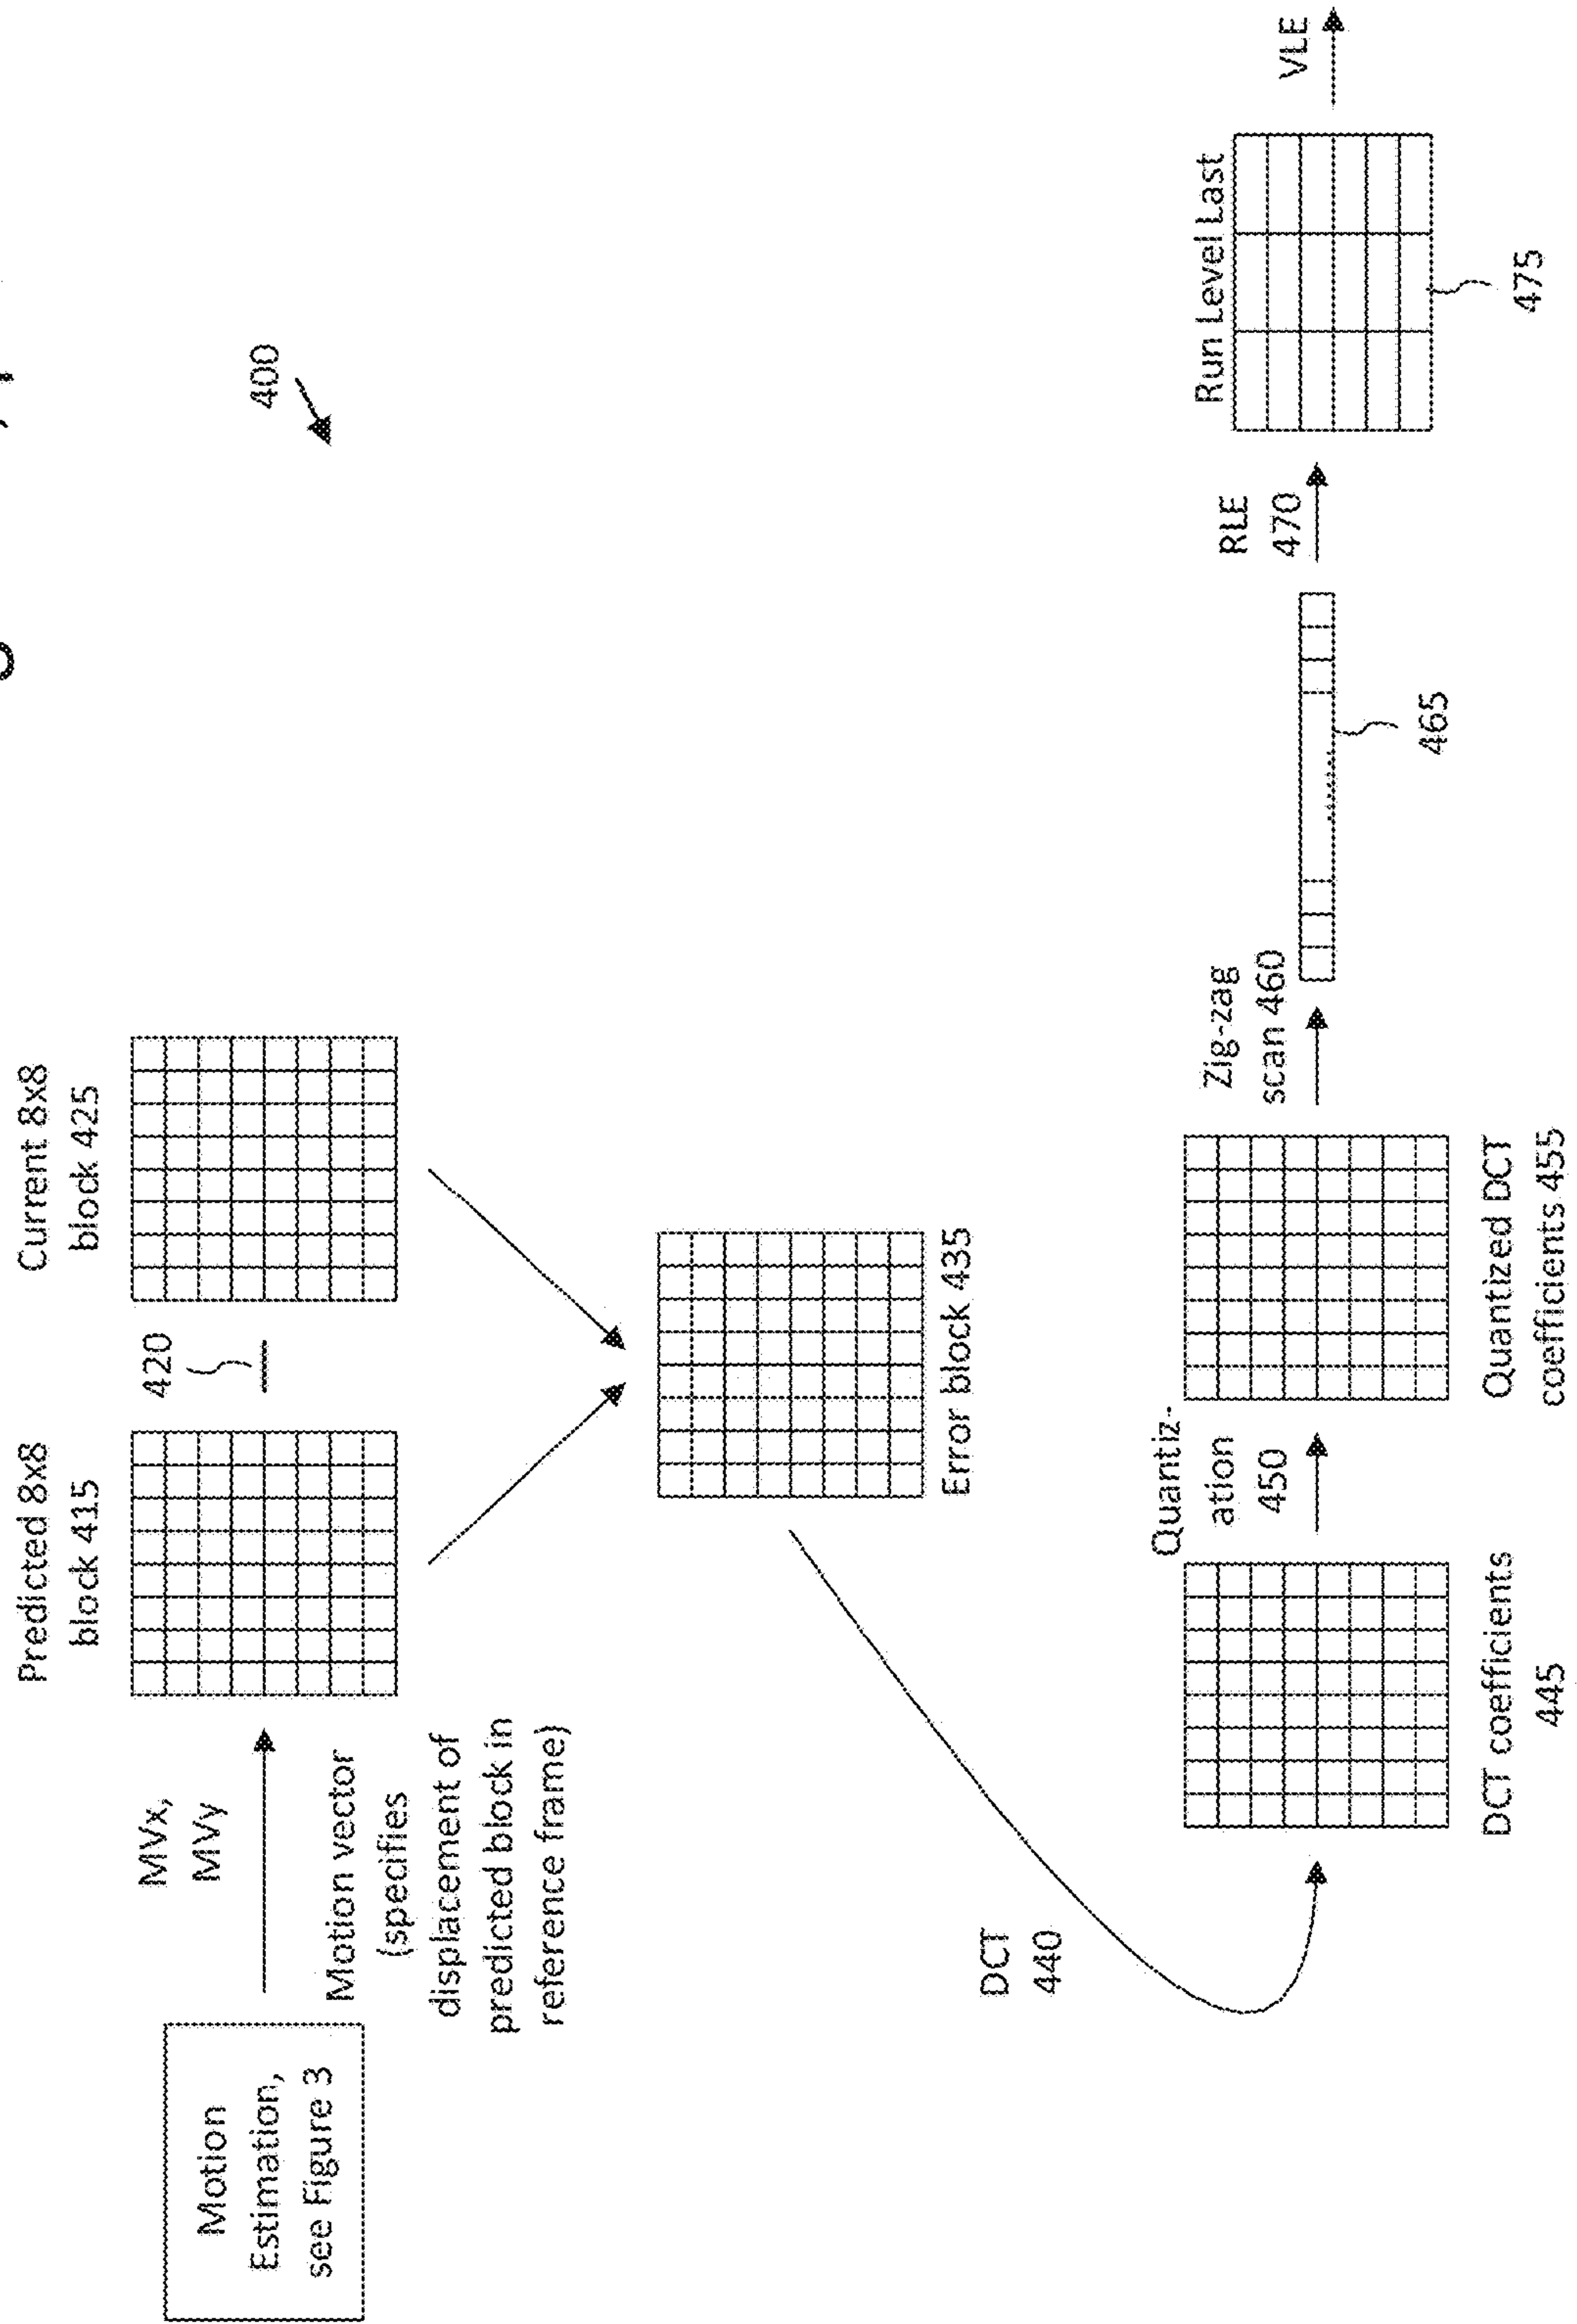 400
Motion
Estimation,
see Figure 3
MVx,
MVy
Motion vector
(specifies
displacement of
predicted block in
reference frame)
Predicted 8x8
block 415
420
Current 8x8
block 425
Error block 435
DCT
440
DCT coefficients
445
Quantiz-
ation
450
Quantized DCT
coefficients 455
Zig-zag
scan 460
465
RLE
470
Run Level Last
475
VLE